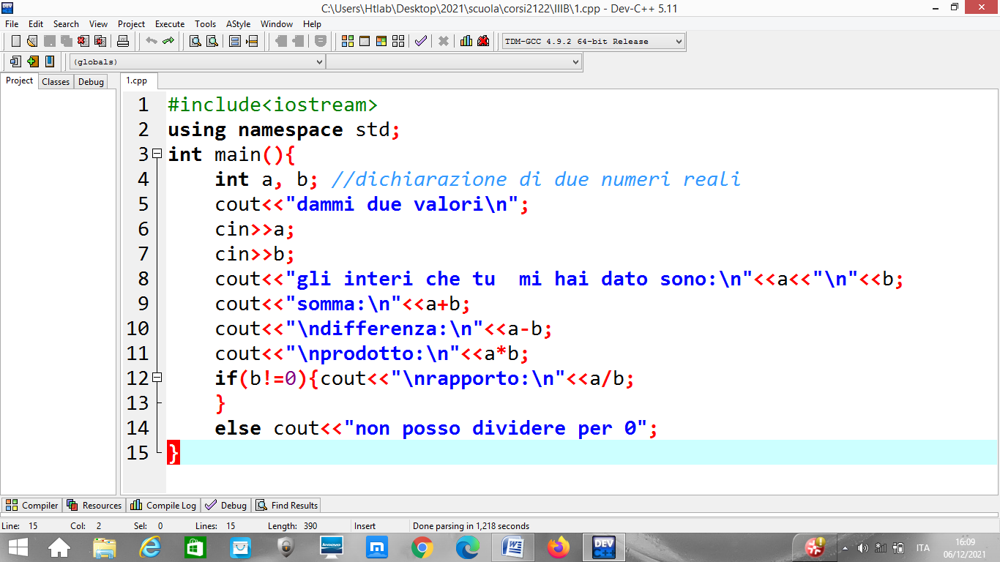 C:\Users\Htlab\Desktop\2021\scuola\corsi2122\IIIB\1.cpp - Dev-C++ 5.11
File Edit Search View Project Execute Tools AStyle Window Help
TDM-GCC 4.9.2 64-bit Release
(globals)
Project Classes Debug 1.cpp
1 #include<iostream>
2 using namespace std;
3 int main(){
4     int a, b; //dichiarazione di due numeri reali
5     cout<<"dammi due valori\n";
6     cin>>a;
7     cin>>b;
8     cout<<"gli interi che tu  mi hai dato sono:\n"<<a<<"\n"<<b;
9     cout<<"somma:\n"<<a+b;
10     cout<<"\ndifferenza:\n"<<a-b;
11     cout<<"\nprodotto:\n"<<a*b;
12     if(b!=0){cout<<"\nrapporto:\n"<<a/b;
13     }
14     else cout<<"non posso dividere per 0";
15 }
Compiler Resources Compile Log Debug Find Results
Line: 15 Col: 2 Sel: 0 Lines: 15 Length: 390 Insert Done parsing in 1,218 seconds
lenovo
DEV C++
ITA
16:09
06/12/2021